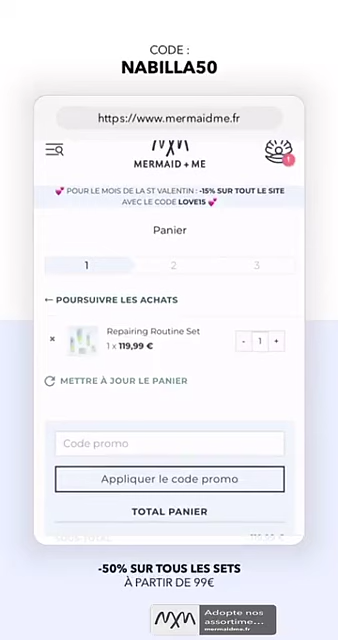 CODE :
NABILLA50
https://www.mermaidme.fr
MERMAID + ME
1
POUR LE MOIS DE LA ST VALENTIN : -15% SUR TOUT LE SITE
AVEC LE CODE LOVE15
Panier
1 2 3
← POURSUIVRE LES ACHATS
× Repairing Routine Set
1 x 119,99 €
- 1 +
METTRE À JOUR LE PANIER
Code promo
Appliquer le code promo
TOTAL PANIER
-50% SUR TOUS LES SETS
À PARTIR DE 99€
Adopte nos
assortime...
mermaidme.fr